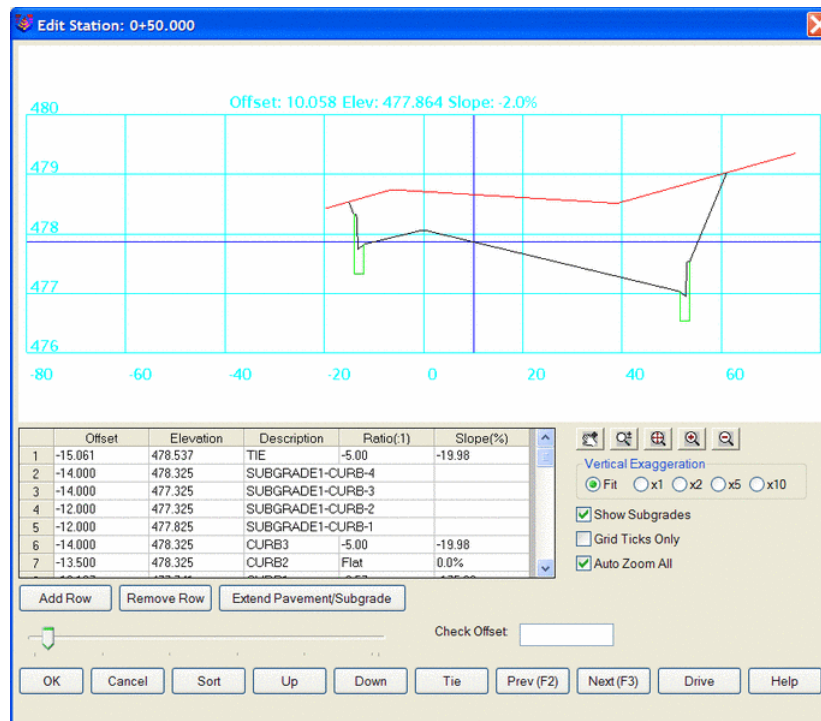 Edit Station: 0+50.000
Offset: 10.058 Elev: 477.864 Slope: -2.0%
480
479
478
477
476
-80 -60 -40 -20 0 20 40 60
Offset Elevation Description Ratio(:1) Slope(%)
1 -15.061 478.537 TIE -5.00 -19.98
2 -14.000 478.325 SUBGRADE1-CURB-4
3 -14.000 477.325 SUBGRADE1-CURB-3
4 -12.000 477.325 SUBGRADE1-CURB-2
5 -12.000 477.825 SUBGRADE1-CURB-1
6 -14.000 478.325 CURB3 -5.00 -19.98
7 -13.500 478.325 CURB2 Flat 0.0%
Vertical Exaggeration
Fit x1 x2 x5 x10
Show Subgrades
Grid Ticks Only
Auto Zoom All
Add Row Remove Row Extend Pavement/Subgrade
Check Offset:
OK Cancel Sort Up Down Tie Prev (F2) Next (F3) Drive Help